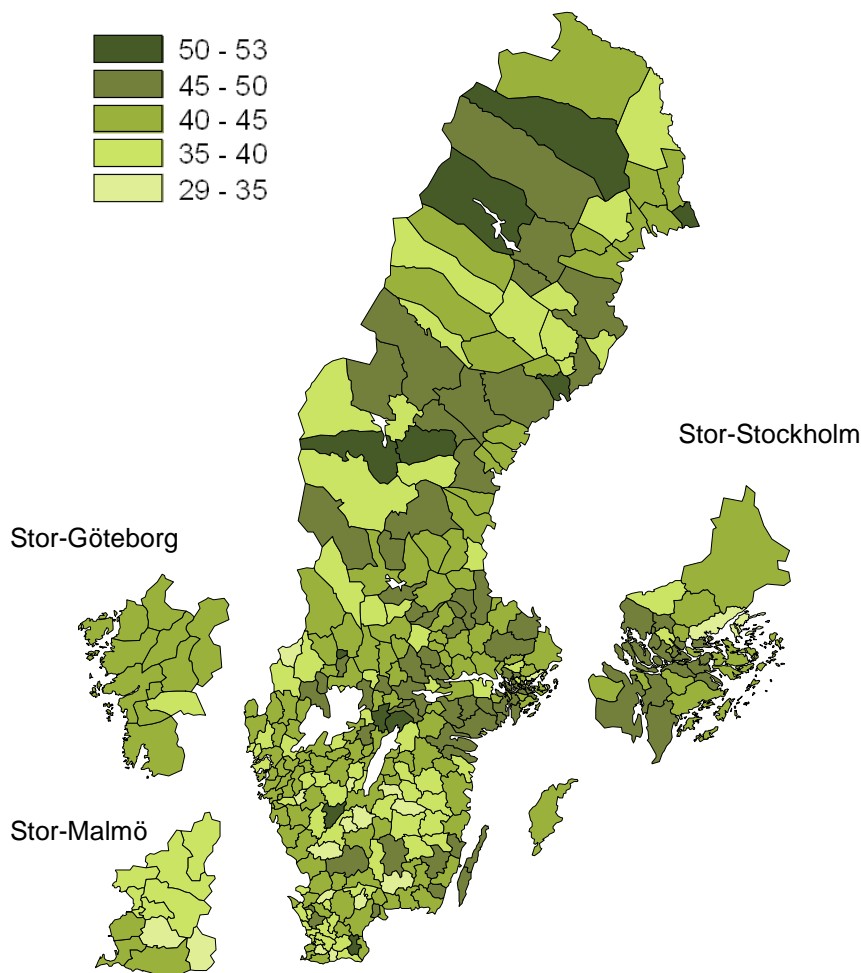 50 - 53
45 - 50
40 - 45
35 - 40
29 - 35
Stor-Stockholm
Stor-Göteborg
Stor-Malmö